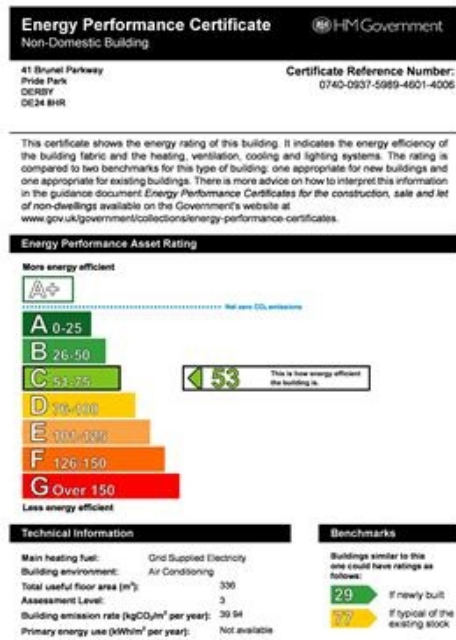 Energy Performance Certificate
HM Government
Non-Domestic Building
41 Brunel Parkway
Pride Park
DERBY
DE24 8HR
Certificate Reference Number:
0740-0937-5989-4601-4006
This certificate shows the energy rating of this building. It indicates the energy efficiency of
the building fabric and the heating, ventilation, cooling and lighting systems. The rating is
compared to two benchmarks for this type of building: one appropriate for new buildings and
one appropriate for existing buildings. There is more advice on how to interpret this information
in the guidance document Energy Performance Certificates for the construction, sale and let
of non-dwellings available on the Government's website at
www.gov.uk/government/collections/energy-performance-certificates.
Energy Performance Asset Rating
More energy efficient
A+
Net zero CO₂ emissions
A 0-25
B 26-50
C 51-75
53
This is how energy efficient
the building is.
D 76-100
E 101-125
F 126-150
G Over 150
Less energy efficient
Technical Information
Main heating fuel: Grid Supplied Electricity
Building environment: Air Conditioning
Total useful floor area (m²): 336
Assessment Level: 3
Building emission rate (kgCO₂/m² per year): 39.94
Primary energy use (kWh/m² per year): Not available
Benchmarks
Buildings similar to this
one could have ratings as
follows:
29 If newly built
77 If typical of the
existing stock